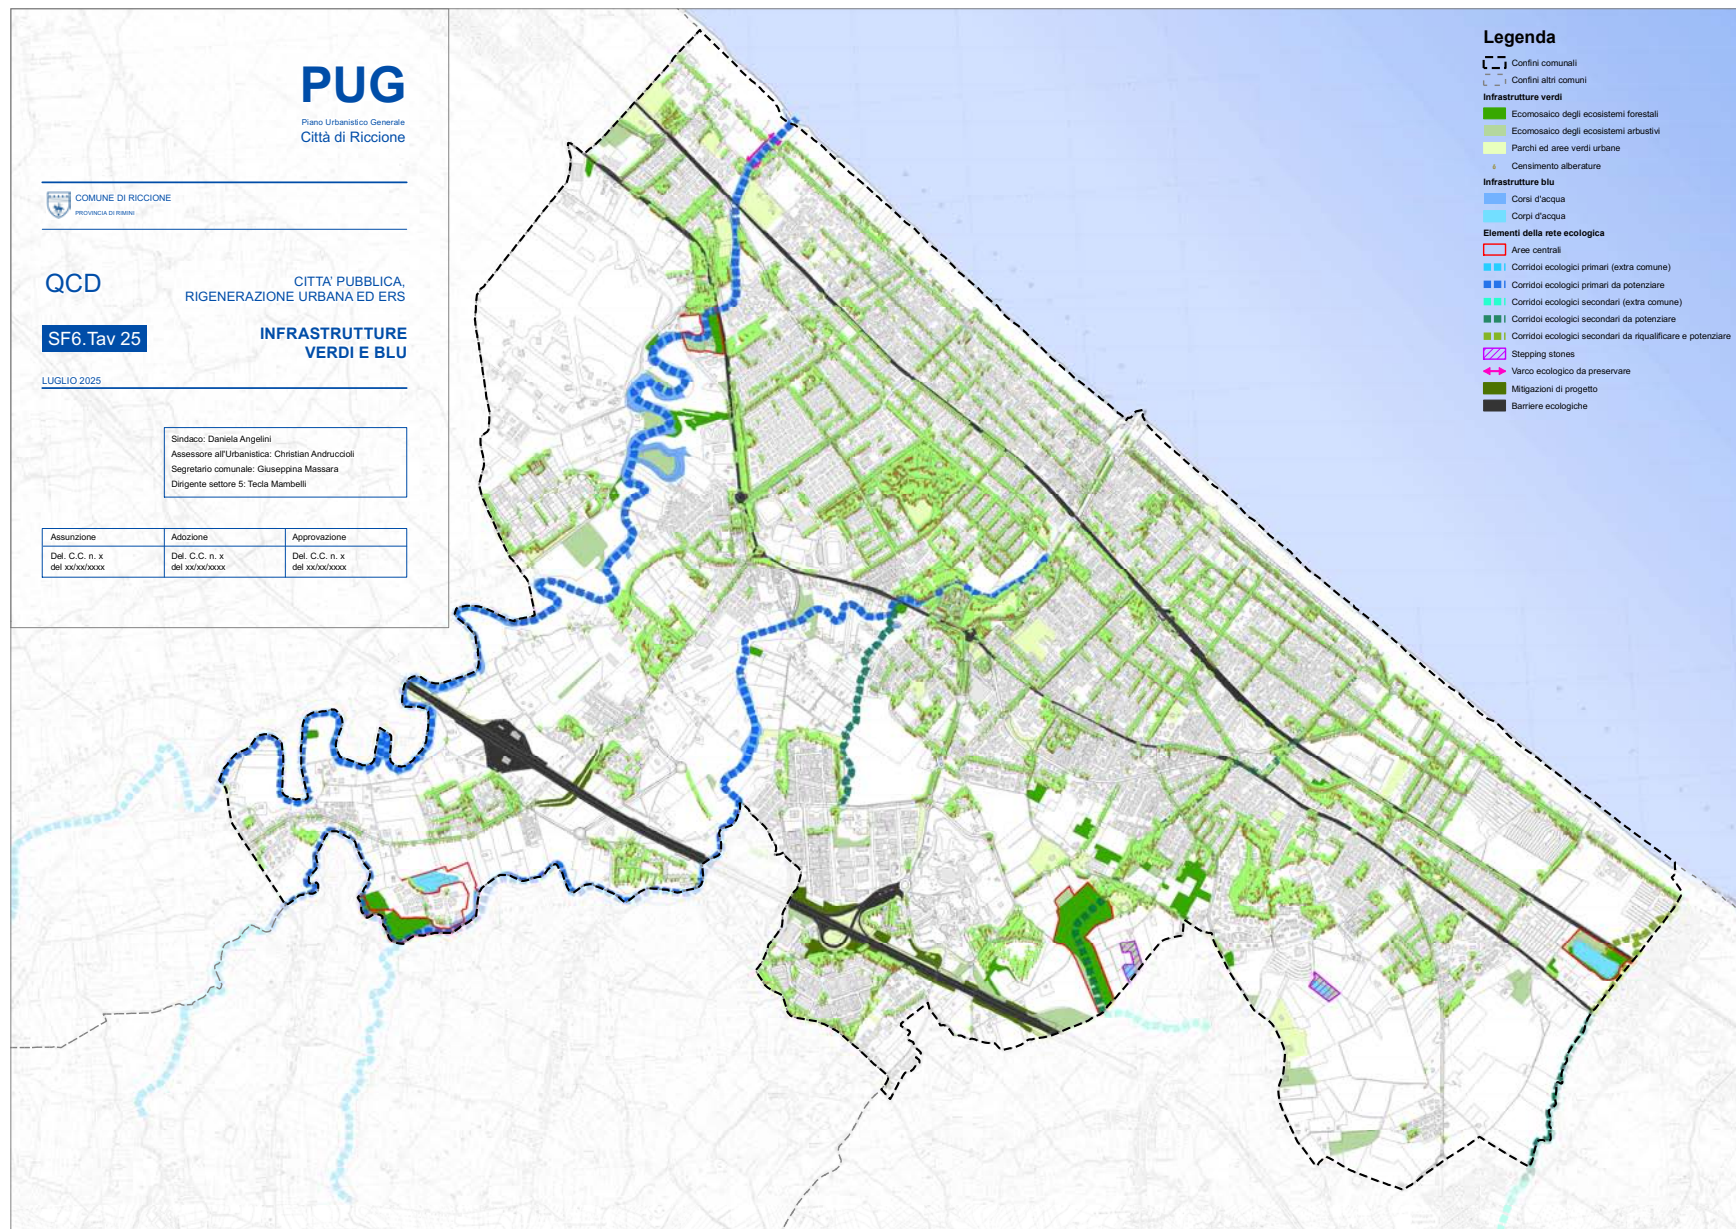 PUG
Piano Urbanistico Generale
Città di Riccione
COMUNE DI RICCIONE
PROVINCIA DI RIMINI
QCD
CITTA' PUBBLICA,
RIGENERAZIONE URBANA ED ERS
SF6.Tav 25
INFRASTRUTTURE
VERDI E BLU
LUGLIO 2025
Sindaco: Daniela Angelini
Assessore all'Urbanistica: Christian Andruccioli
Segretario comunale: Giuseppina Massara
Dirigente settore 5: Tecla Mambelli
Assunzione Adozione Approvazione
Del. C.C. n. x Del. C.C. n. x Del. C.C. n. x
del xx/xx/xxxx del xx/xx/xxxx del xx/xx/xxxx
Legenda
Confini comunali
Confini altri comuni
Infrastrutture verdi
Ecomosaico degli ecosistemi forestali
Ecomosaico degli ecosistemi arbustivi
Parchi ed aree verdi urbane
Censimento alberature
Infrastrutture blu
Corsi d'acqua
Corpi d'acqua
Elementi della rete ecologica
Aree centrali
Corridoi ecologici primari (extra comune)
Corridoi ecologici primari da potenziare
Corridoi ecologici secondari (extra comune)
Corridoi ecologici secondari da potenziare
Corridoi ecologici secondari da riqualificare e potenziare
Stepping stones
Varco ecologico da preservare
Mitigazioni di progetto
Barriere ecologiche